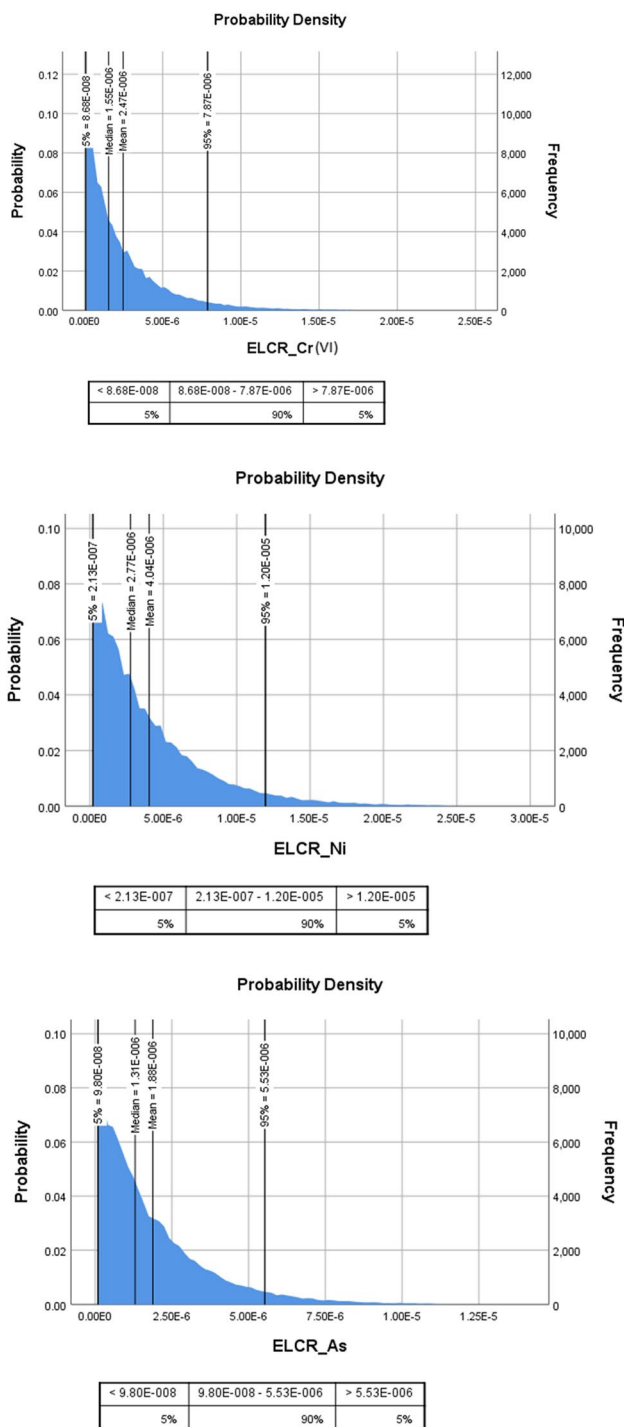 Probability Density
5% = 8.68E-008
Median = 1.55E-006
Mean = 2.47E-006
95% = 7.87E-006
0.12
0.10
0.08
0.06
0.04
0.02
0.00
Probability
12,000
10,000
8,000
6,000
4,000
2,000
0
Frequency
0.00E0 5.00E-6 1.00E-5 1.50E-5 2.00E-5 2.50E-5
ELCR_Cr(VI)
< 8.68E-008 8.68E-008 - 7.87E-006 > 7.87E-006
5% 90% 5%
Probability Density
5% = 2.13E-007
Median = 2.77E-006
Mean = 4.04E-006
95% = 1.20E-005
0.10
0.08
0.06
0.04
0.02
0.00
Probability
10,000
8,000
6,000
4,000
2,000
0
Frequency
0.00E0 5.00E-6 1.00E-5 1.50E-5 2.00E-5 2.50E-5 3.00E-5
ELCR_Ni
< 2.13E-007 2.13E-007 - 1.20E-005 > 1.20E-005
5% 90% 5%
Probability Density
5% = 9.80E-008
Median = 1.31E-006
Mean = 1.88E-006
95% = 5.53E-006
0.10
0.08
0.06
0.04
0.02
0.00
Probability
10,000
8,000
6,000
4,000
2,000
0
Frequency
0.00E0 2.50E-6 5.00E-6 7.50E-6 1.00E-5 1.25E-5
ELCR_As
< 9.80E-008 9.80E-008 - 5.53E-006 > 5.53E-006
5% 90% 5%